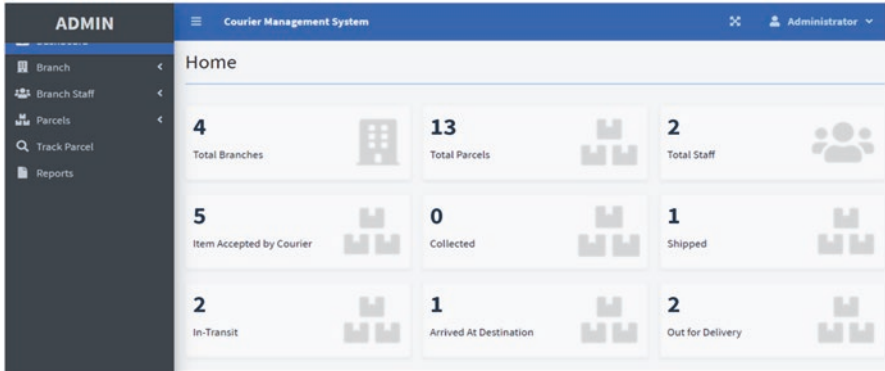 ADMIN
Courier Management System
Administrator
Dashboard
Branch
Branch Staff
Parcels
Track Parcel
Reports
Home
4
Total Branches
13
Total Parcels
2
Total Staff
5
Item Accepted by Courier
0
Collected
1
Shipped
2
In-Transit
1
Arrived At Destination
2
Out for Delivery